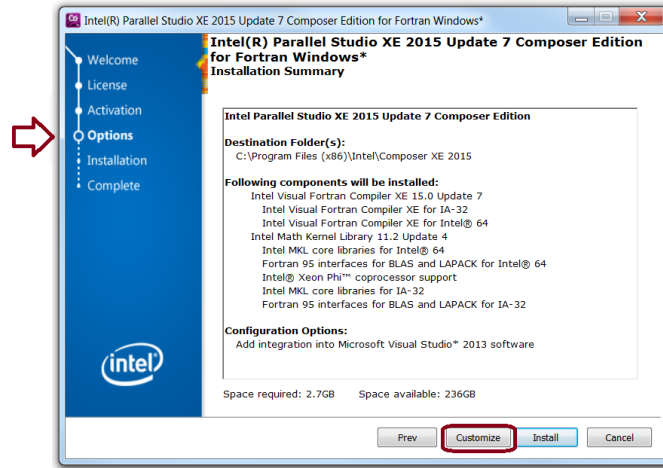 Intel(R) Parallel Studio XE 2015 Update 7 Composer Edition for Fortran Windows*
Welcome
License
Activation
Options
Installation
Complete
(intel)
Intel(R) Parallel Studio XE 2015 Update 7 Composer Edition
for Fortran Windows*
Installation Summary
Intel Parallel Studio XE 2015 Update 7 Composer Edition
Destination Folder(s):
C:\Program Files (x86)\Intel\Composer XE 2015
Following components will be installed:
Intel Visual Fortran Compiler XE 15.0 Update 7
Intel Visual Fortran Compiler XE for IA-32
Intel Visual Fortran Compiler XE for Intel® 64
Intel Math Kernel Library 11.2 Update 4
Intel MKL core libraries for Intel® 64
Fortran 95 interfaces for BLAS and LAPACK for Intel® 64
Intel® Xeon Phi™ coprocessor support
Intel MKL core libraries for IA-32
Fortran 95 interfaces for BLAS and LAPACK for IA-32
Configuration Options:
Add integration into Microsoft Visual Studio* 2013 software
Space required: 2.7GB Space available: 236GB
Prev Customize Install Cancel